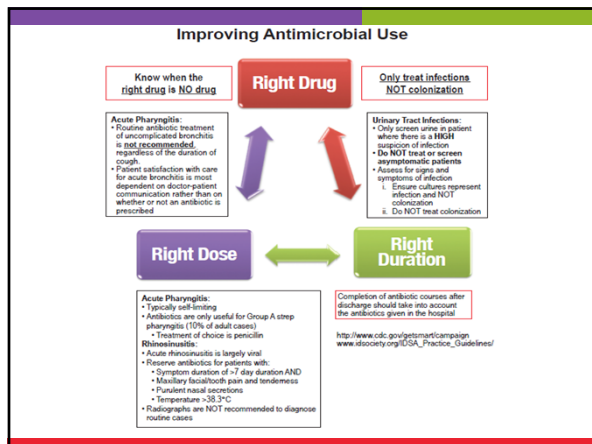 Improving Antimicrobial Use
Know when the
right drug is NO drug
Right Drug
Only treat infections
NOT colonization
Acute Pharyngitis:
• Routine antibiotic treatment
of uncomplicated bronchitis
is not recommended,
regardless of the duration of
cough.
• Patient satisfaction with care
for acute bronchitis is most
dependent on doctor-patient
communication rather than on
whether or not an antibiotic is
prescribed
Urinary Tract Infections:
• Only screen urine in patient
where there is a HIGH
suspicion of infection
• Do NOT treat or screen
asymptomatic patients
• Assess for signs and
symptoms of infection
i. Ensure cultures represent
infection and NOT
colonization
ii. Do NOT treat colonization
Right Dose
Right
Duration
Acute Pharyngitis:
• Typically self-limiting
• Antibiotics are only useful for Group A strep
pharyngitis (10% of adult cases)
• Treatment of choice is penicillin
Rhinosinusitis:
• Acute rhinosinusitis is largely viral
• Reserve antibiotics for patients with:
• Symptom duration of >7 day duration AND
• Maxillary facial/tooth pain and tenderness
• Purulent nasal secretions
• Temperature >38.3°C
• Radiographs are NOT recommended to diagnose
routine cases
Completion of antibiotic courses after
discharge should take into account
the antibiotics given in the hospital
http://www.cdc.gov/getsmart/campaign
www.idsociety.org/IDSA_Practice_Guidelines/